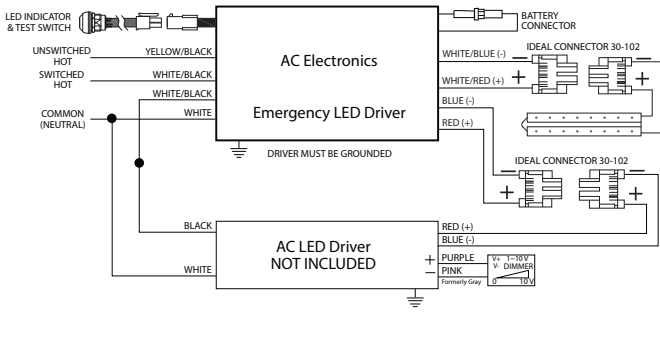 LED INDICATOR
& TEST SWITCH
BATTERY
CONNECTOR
UNSWITCHED
HOT
YELLOW/BLACK
SWITCHED
HOT
WHITE/BLACK
WHITE/BLACK
COMMON
(NEUTRAL)
WHITE
AC Electronics
Emergency LED Driver
DRIVER MUST BE GROUNDED
WHITE/BLUE (-)
WHITE/RED (+)
BLUE (-)
RED (+)
IDEAL CONNECTOR 30-102
− + + −
IDEAL CONNECTOR 30-102
− + + −
BLACK
WHITE
AC LED Driver
NOT INCLUDED
RED (+)
BLUE (-)
+ PURPLE
− PINK
Formerly Gray
V+ 1~10 V
V- DIMMER
0 10 V